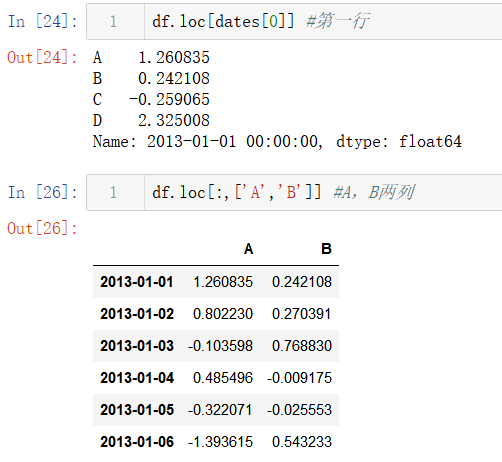 In [24]: 1 df.loc[dates[0]] #第一行
Out[24]: A 1.260835
B 0.242108
C -0.259065
D 2.325008
Name: 2013-01-01 00:00:00, dtype: float64
In [26]: 1 df.loc[:,['A','B']] #A, B两列
Out[26]:
A B
2013-01-01 1.260835 0.242108
2013-01-02 0.802230 0.270391
2013-01-03 -0.103598 0.768830
2013-01-04 0.485496 -0.009175
2013-01-05 -0.322071 -0.025553
2013-01-06 -1.393615 0.543233